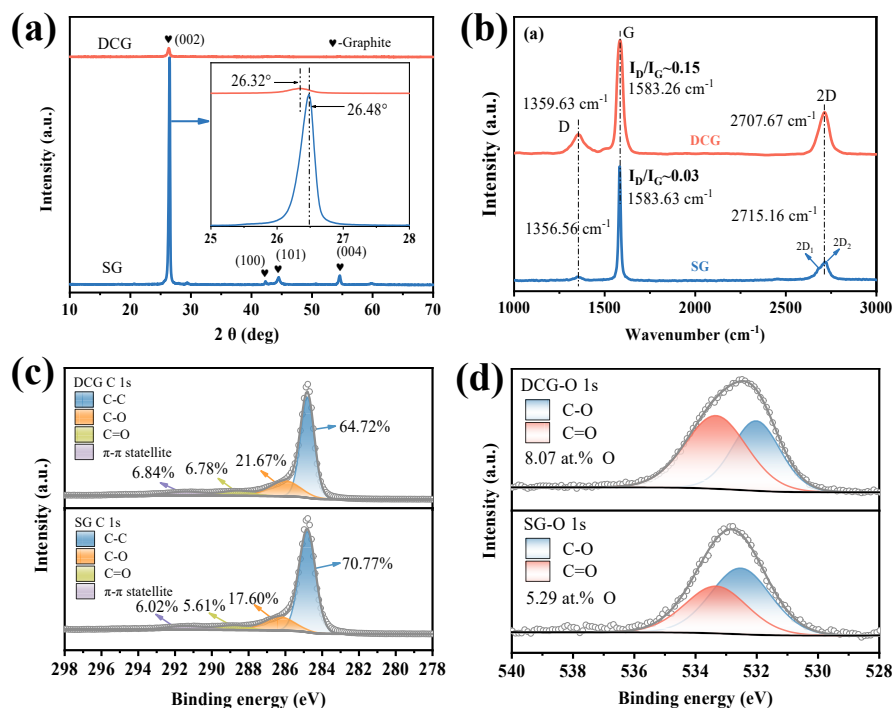 (a)
DCG
♥ (002)
♥-Graphite
26.32°
26.48°
25 26 27 28
(100)
♥
(101)
♥
(004)
♥
SG
10 20 30 40 50 60 70
2 θ (deg)
Intensity (a.u.)
(b)
(a)
G
I_D/I_G~0.15
1583.26 cm⁻¹
1359.63 cm⁻¹
D
2D
2707.67 cm⁻¹
DCG
I_D/I_G~0.03
1583.63 cm⁻¹
1356.56 cm⁻¹
2715.16 cm⁻¹
2D₁ 2D₂
SG
1000 1500 2000 2500 3000
Wavenumber (cm⁻¹)
Intensity (a.u.)
(c)
DCG C 1s
C-C
C-O
C=O
π-π statellite
6.84% 6.78% 21.67% 64.72%
SG C 1s
C-C
C-O
C=O
π-π statellite
6.02% 5.61% 17.60% 70.77%
298 296 294 292 290 288 286 284 282 280 278
Binding energy (eV)
Intensity (a.u.)
(d)
DCG-O 1s
C-O
C=O
8.07 at.% O
SG-O 1s
C-O
C=O
5.29 at.% O
540 538 536 534 532 530 528
Binding energy (eV)
Intensity (a.u.)